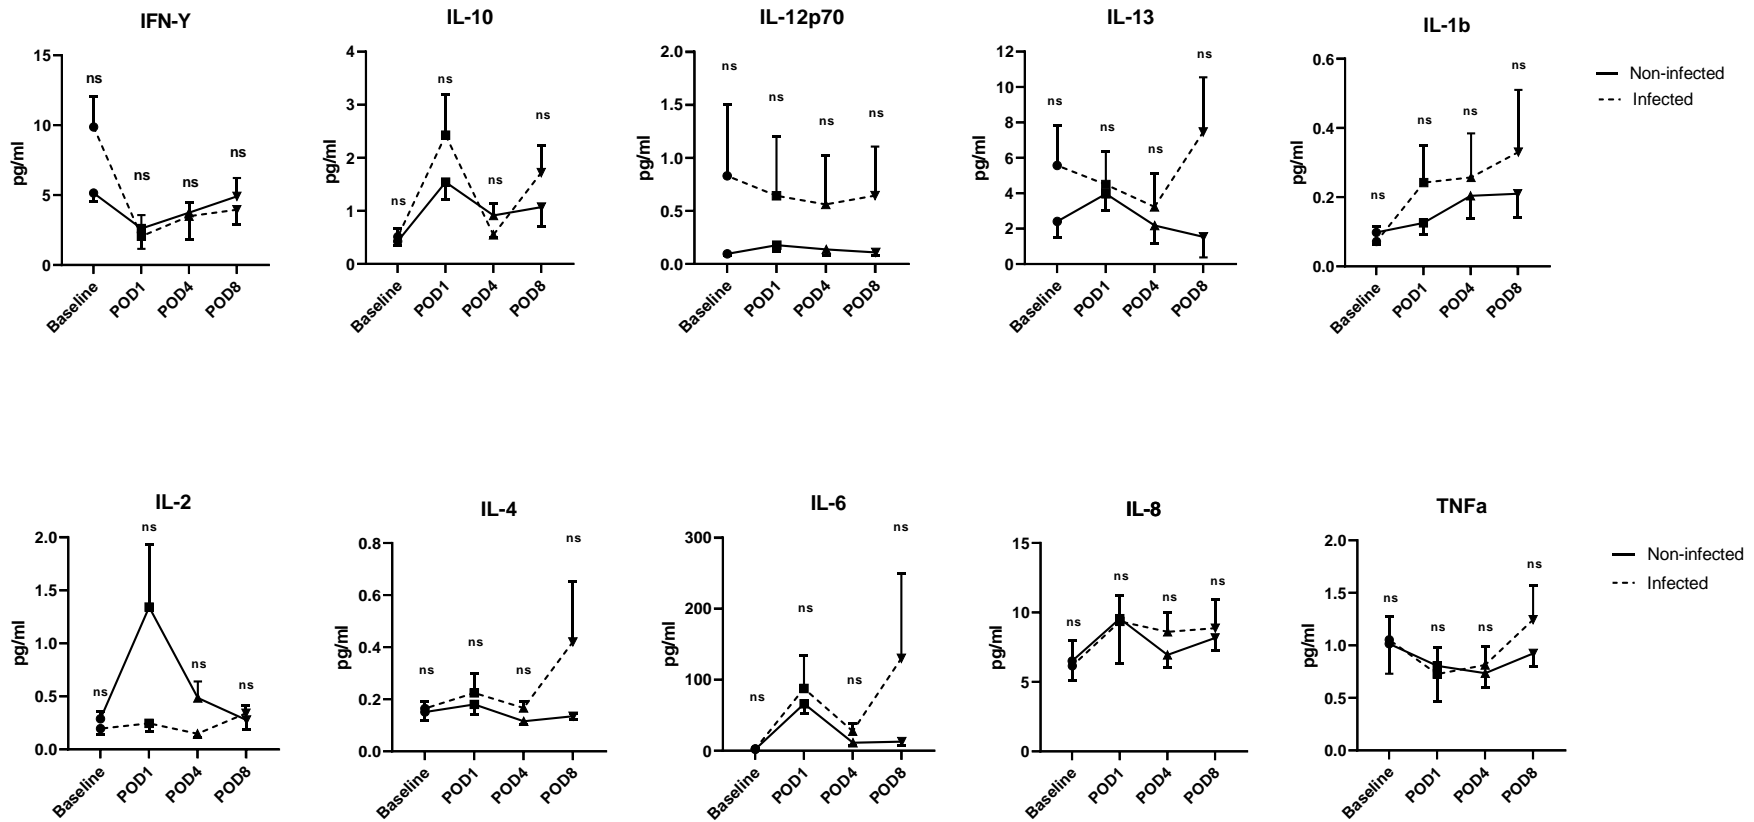 IFN-Y
15
10
5
0
pg/ml
ns
ns
ns
ns
Baseline
POD1
POD4
POD8
IL-10
4
3
2
1
0
pg/ml
ns
ns
ns
ns
Baseline
POD1
POD4
POD8
IL-12p70
2.0
1.5
1.0
0.5
0.0
pg/ml
ns
ns
ns
ns
Baseline
POD1
POD4
POD8
IL-13
12
10
8
6
4
2
0
pg/ml
ns
ns
ns
ns
Baseline
POD1
POD4
POD8
IL-1b
0.6
0.4
0.2
0.0
pg/ml
ns
ns
ns
ns
Baseline
POD1
POD4
POD8
Non-infected
Infected
IL-2
2.0
1.5
1.0
0.5
0.0
pg/ml
ns
ns
ns
ns
Baseline
POD1
POD4
POD8
IL-4
0.8
0.6
0.4
0.2
0.0
pg/ml
ns
ns
ns
ns
Baseline
POD1
POD4
POD8
IL-6
300
200
100
0
pg/ml
ns
ns
ns
ns
Baseline
POD1
POD4
POD8
IL-8
15
10
5
0
pg/ml
ns
ns
ns
ns
Baseline
POD1
POD4
POD8
TNFa
2.0
1.5
1.0
0.5
0.0
pg/ml
ns
ns
ns
ns
Baseline
POD1
POD4
POD8
Non-infected
Infected